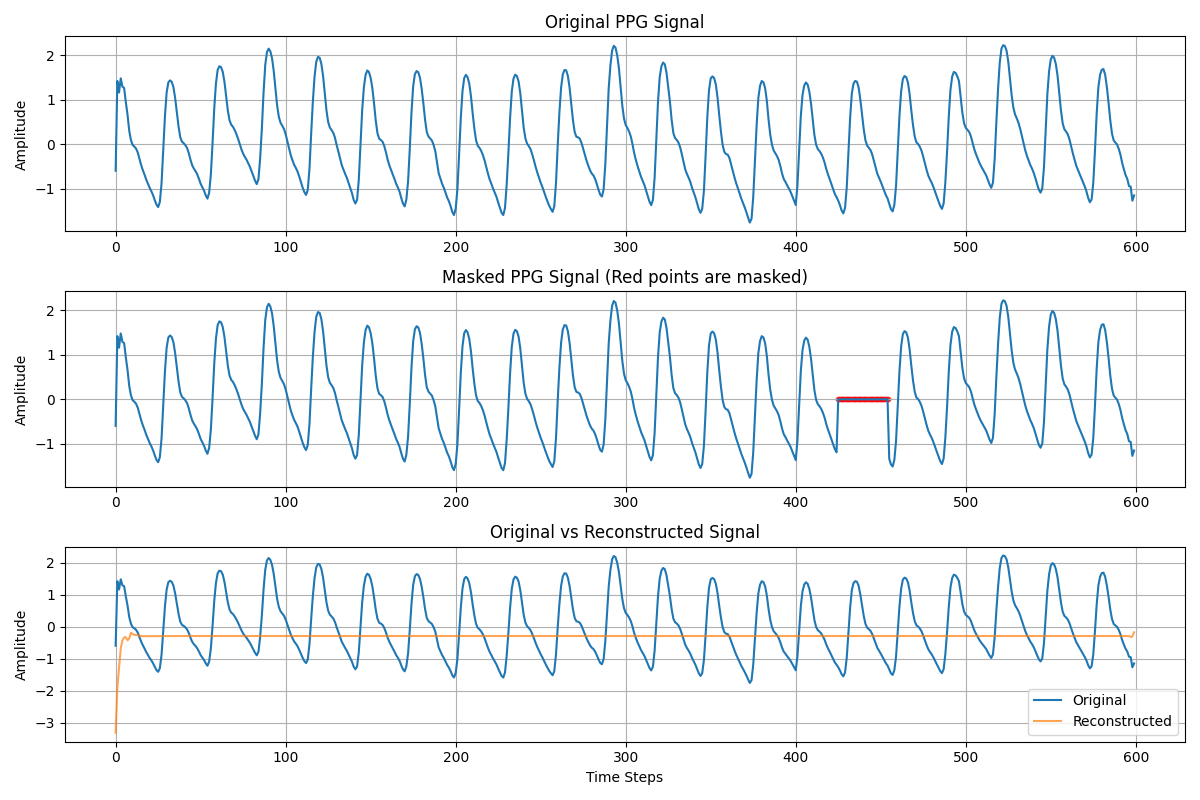 Original PPG Signal
2
1
0
−1
Amplitude
0 100 200 300 400 500 600
Masked PPG Signal (Red points are masked)
2
1
0
−1
Amplitude
0 100 200 300 400 500 600
Original vs Reconstructed Signal
2
1
0
−1
−2
−3
Amplitude
Original
Reconstructed
0 100 200 300 400 500 600
Time Steps